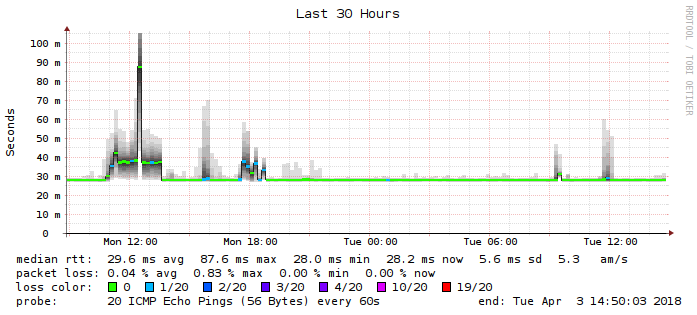 Last 30 Hours
RRDTOOL / TOBI OETIKER
Seconds
100 m
90 m
80 m
70 m
60 m
50 m
40 m
30 m
20 m
10 m
0
Mon 12:00 Mon 18:00 Tue 00:00 Tue 06:00 Tue 12:00
median rtt: 29.6 ms avg 87.6 ms max 28.0 ms min 28.2 ms now 5.6 ms sd 5.3 am/s
packet loss: 0.04 % avg 0.83 % max 0.00 % min 0.00 % now
loss color: 0 1/20 2/20 3/20 4/20 10/20 19/20
probe: 20 ICMP Echo Pings (56 Bytes) every 60s end: Tue Apr 3 14:50:03 2018